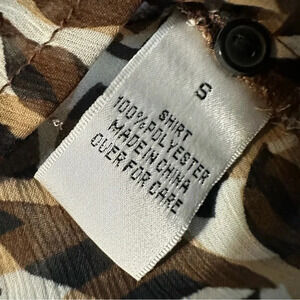 S
SHIRT
100%POLYESTER
MADE IN CHINA
OVER FOR CARE